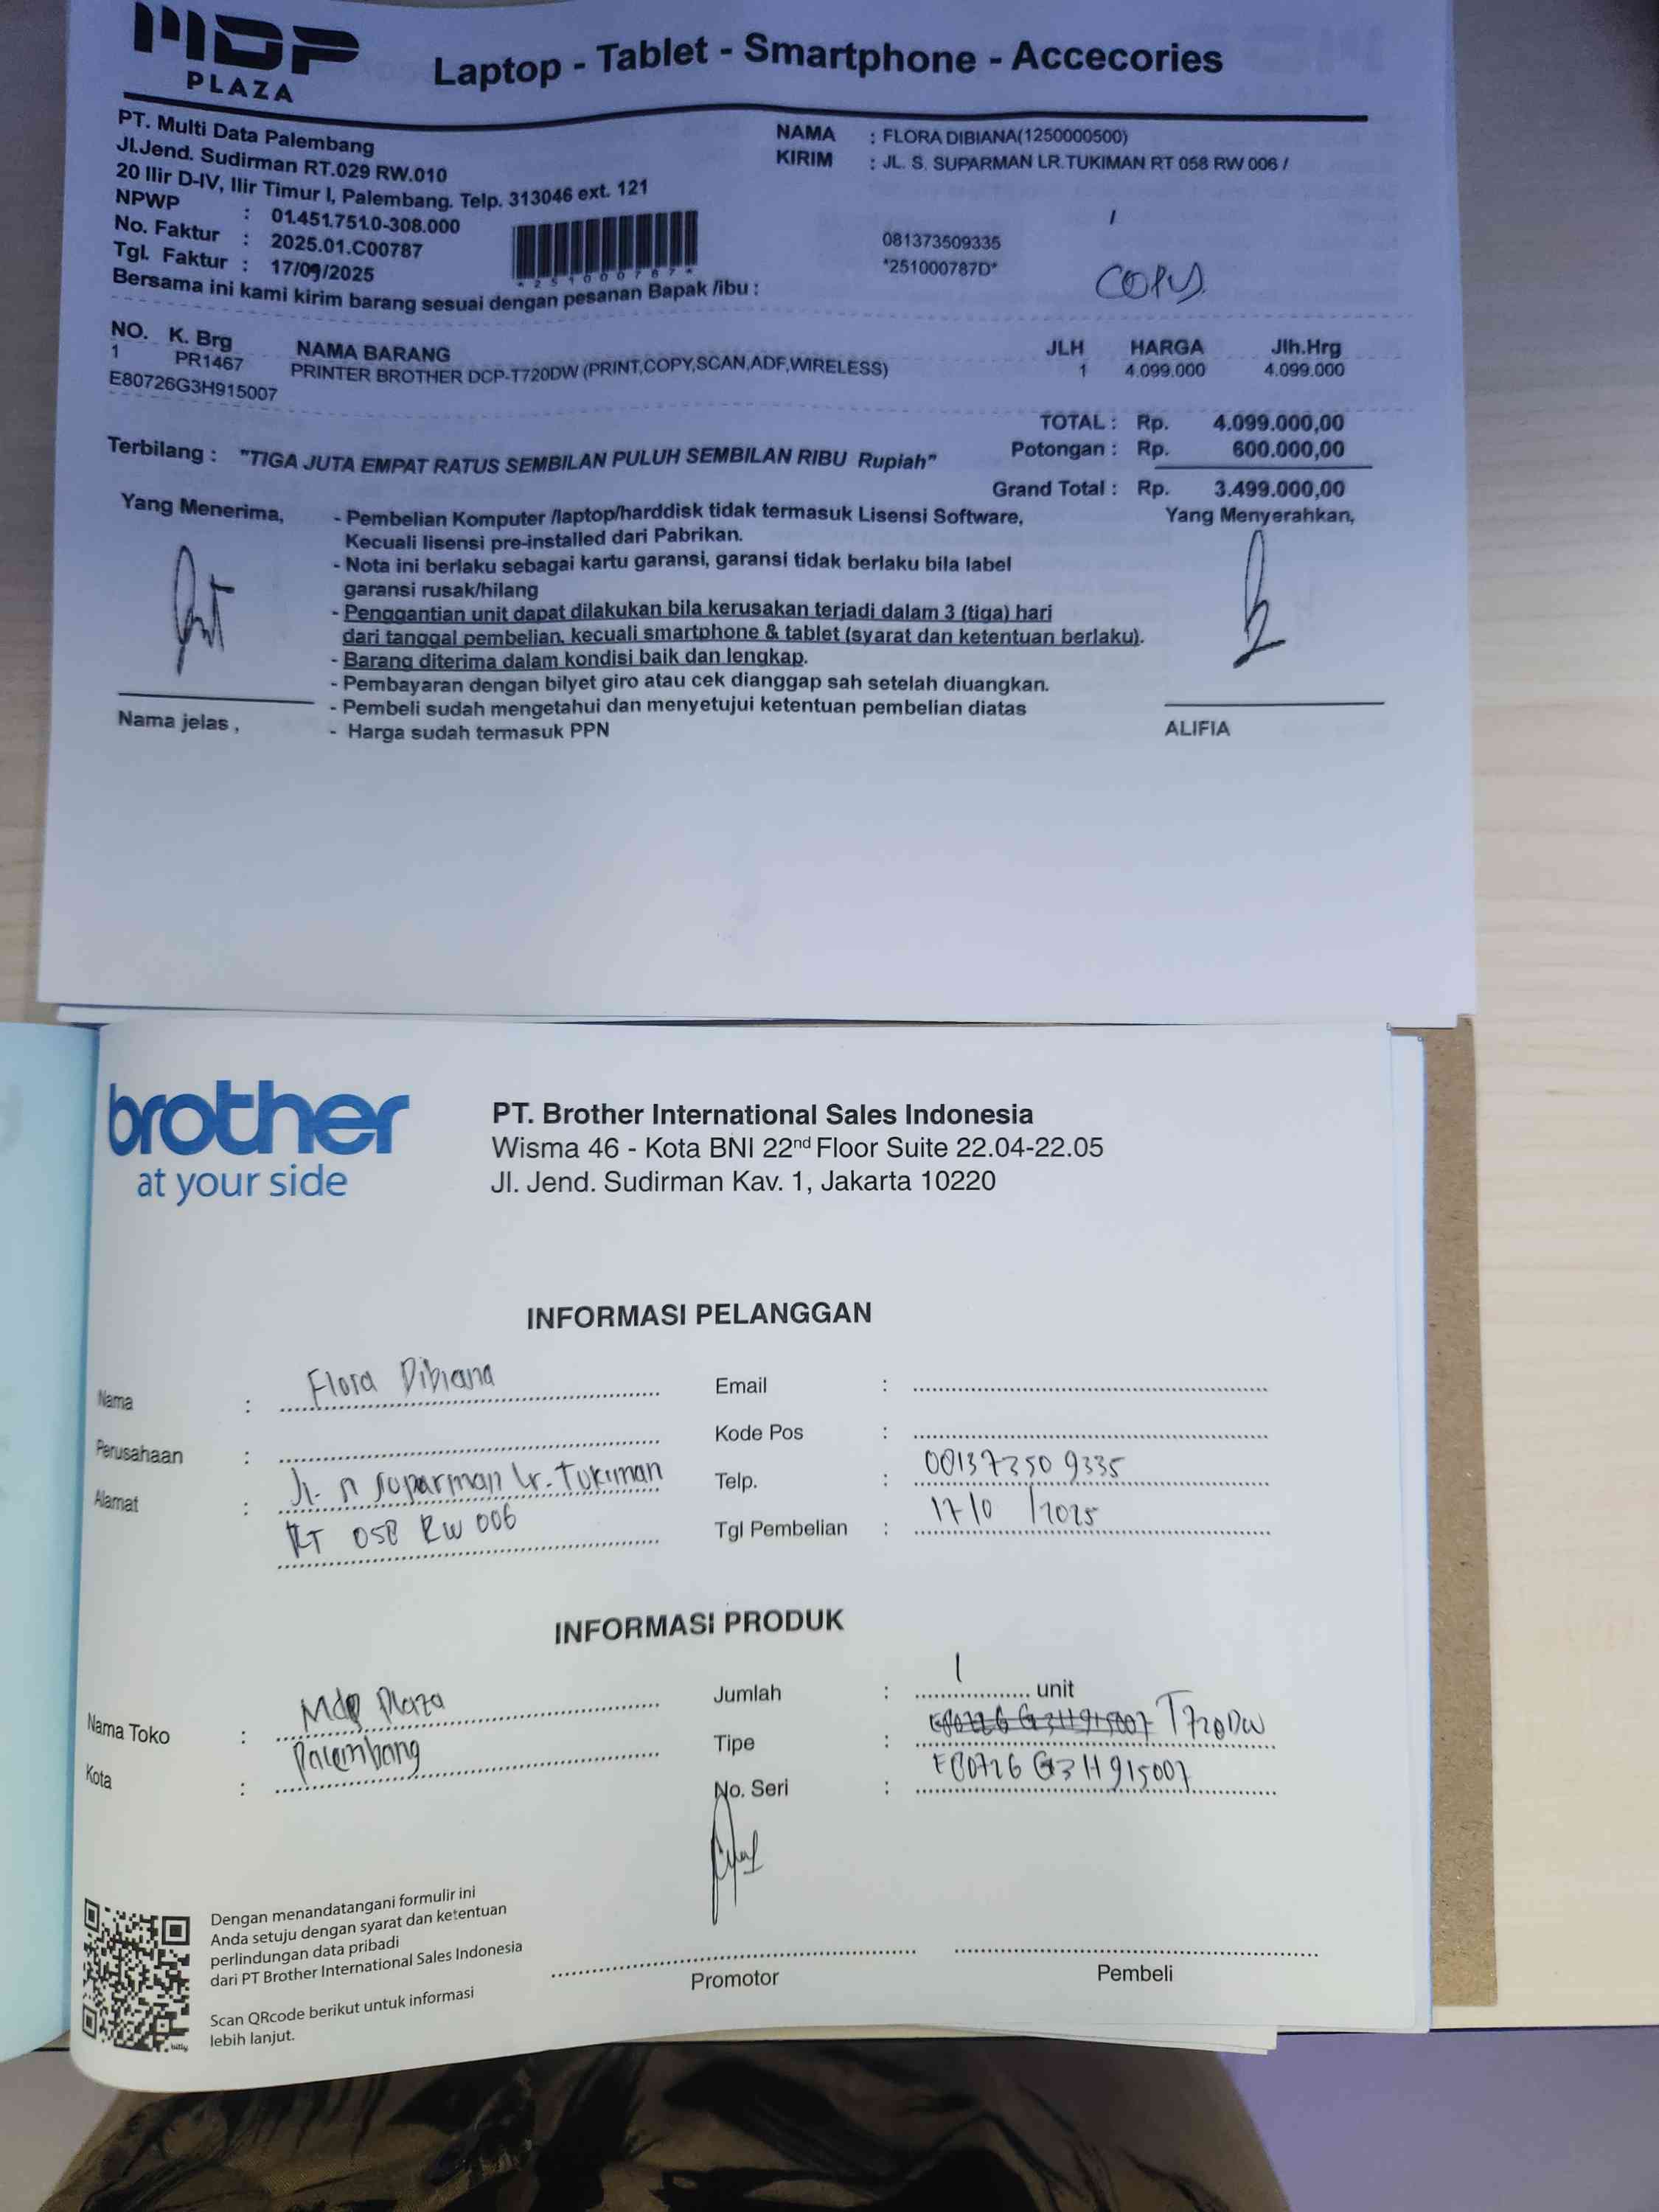 MDP
PLAZA
Laptop - Tablet - Smartphone - Accecories
PT. Multi Data Palembang
Jl.Jend. Sudirman RT.029 RW.010
20 Ilir D-IV, Ilir Timur I, Palembang. Telp. 313046 ext. 121
NPWP : 01.451.751.0-308.000
No. Faktur : 2025.01.C00787
Tgl. Faktur : 17/09/2025
*251000787*
NAMA : FLORA DIBIANA(1250000500)
KIRIM : JL. S. SUPARMAN LR.TUKIMAN RT 058 RW 006 /
/
081373509335
*251000787D*
COPY
Bersama ini kami kirim barang sesuai dengan pesanan Bapak /ibu :
NO. K. Brg NAMA BARANG JLH HARGA Jlh.Hrg
1 PR1467 PRINTER BROTHER DCP-T720DW (PRINT,COPY,SCAN,ADF,WIRELESS) 1 4.099.000 4.099.000
E80726G3H915007
TOTAL : Rp. 4.099.000,00
Potongan : Rp. 600.000,00
Grand Total : Rp. 3.499.000,00
Terbilang : "TIGA JUTA EMPAT RATUS SEMBILAN PULUH SEMBILAN RIBU Rupiah"
Yang Menerima,
- Pembelian Komputer /laptop/harddisk tidak termasuk Lisensi Software,
Kecuali lisensi pre-installed dari Pabrikan.
- Nota ini berlaku sebagai kartu garansi, garansi tidak berlaku bila label
garansi rusak/hilang
- Penggantian unit dapat dilakukan bila kerusakan terjadi dalam 3 (tiga) hari
dari tanggal pembelian, kecuali smartphone & tablet (syarat dan ketentuan berlaku).
- Barang diterima dalam kondisi baik dan lengkap.
- Pembayaran dengan bilyet giro atau cek dianggap sah setelah diuangkan.
- Pembeli sudah mengetahui dan menyetujui ketentuan pembelian diatas
- Harga sudah termasuk PPN
Yang Menyerahkan,
Nama jelas ,
ALIFIA
brother
at your side
PT. Brother International Sales Indonesia
Wisma 46 - Kota BNI 22nd Floor Suite 22.04-22.05
Jl. Jend. Sudirman Kav. 1, Jakarta 10220
INFORMASI PELANGGAN
Nama : Flora Dibiana
Perusahaan :
Alamat : Jl. Suparman Lr. Tukiman
RT 058 RW 006
Email :
Kode Pos :
Telp. : 081373509335
Tgl Pembelian : /2025
INFORMASI PRODUK
Nama Toko : Mdp Plaza
Kota : Palembang
Jumlah : 1 unit
Tipe : E80726G3H915007 T720DW
No. Seri : E80726G3H915007
Dengan menandatangani formulir ini
Anda setuju dengan syarat dan ketentuan
perlindungan data pribadi
dari PT Brother International Sales Indonesia
Scan QRcode berikut untuk informasi
lebih lanjut.
bitly
Promotor
Pembeli